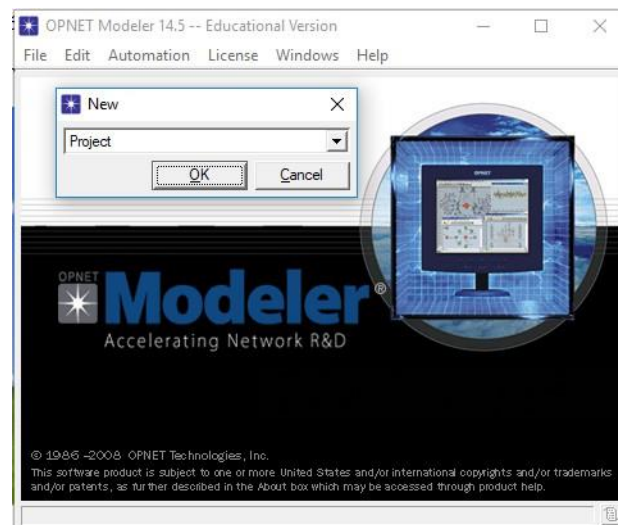 OPNET Modeler 14.5 -- Educational Version
File Edit Automation License Windows Help
New
Project
OK Cancel
OPNET
OPNET
Modeler®
Accelerating Network R&D
© 1986 –2008 OPNET Technologies, Inc.
This software product is subject to one or more United States and/or international copyrights and/or trademarks
and/or patents, as further described in the About box which may be accessed through product help.